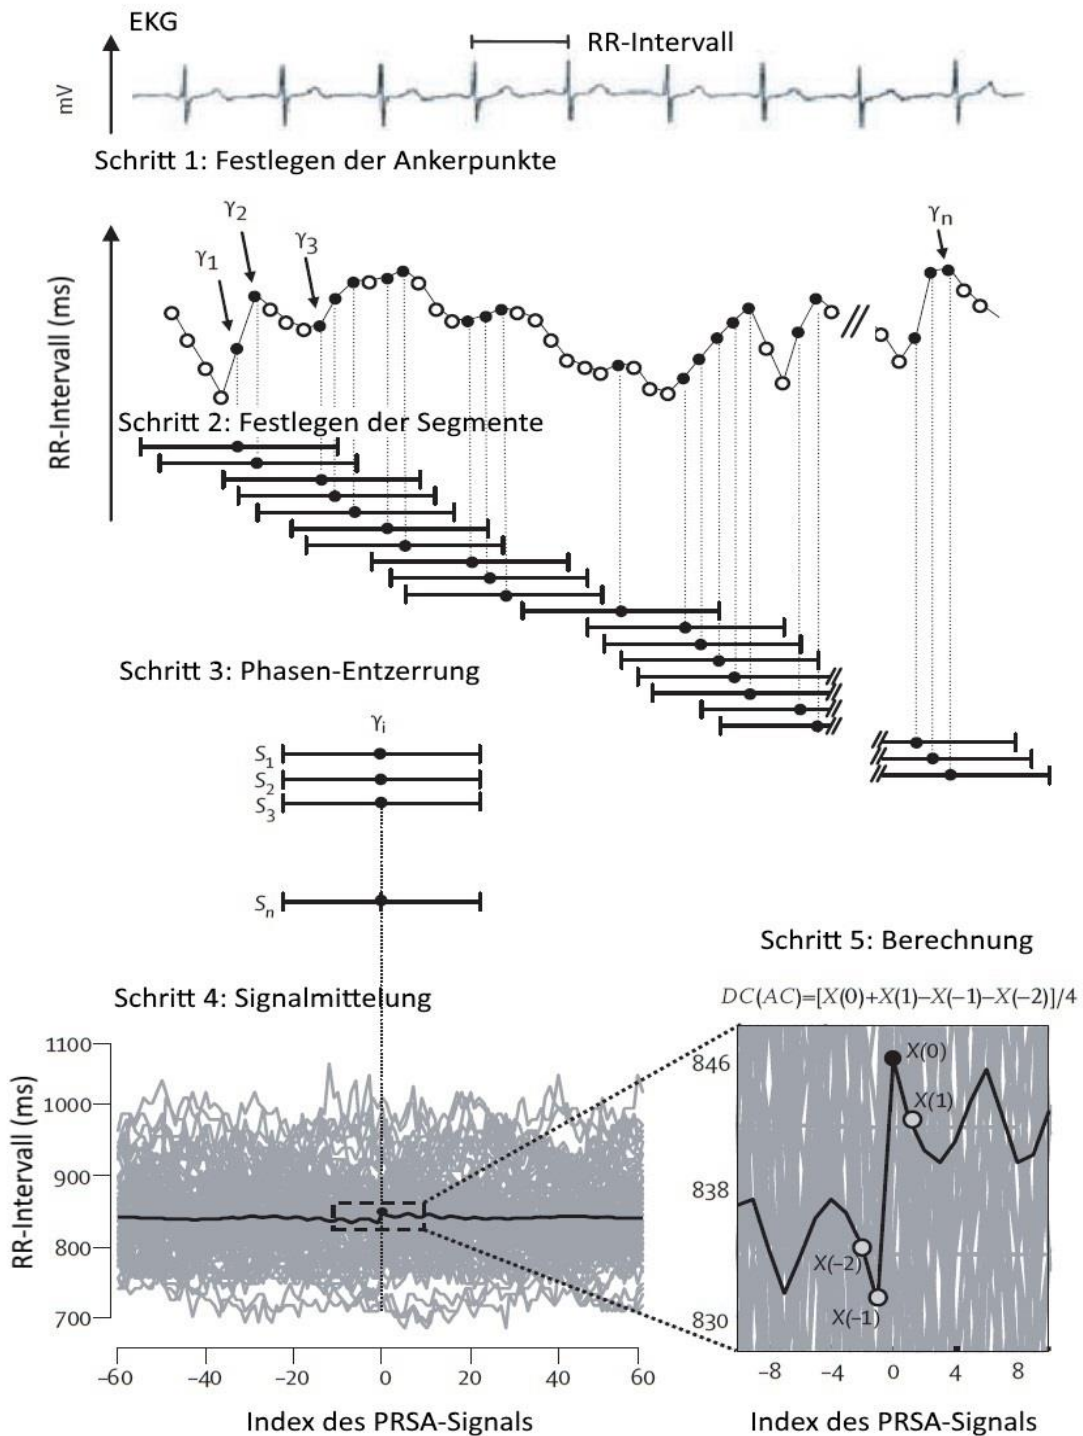 EKG
RR-Intervall
mV
Schritt 1: Festlegen der Ankerpunkte
γ1
γ2
γ3
γn
RR-Intervall (ms)
Schritt 2: Festlegen der Segmente
Schritt 3: Phasen-Entzerrung
γi
S1
S2
S3
Sn
Schritt 5: Berechnung
Schritt 4: Signalmittelung
DC(AC)=[X(0)+X(1)–X(–1)–X(–2)]/4
RR-Intervall (ms)
1100
1000
900
800
700
–60
–40
–20
0
20
40
60
Index des PRSA-Signals
846
838
830
X(0)
X(1)
X(–2)
X(–1)
–8
–4
0
4
8
Index des PRSA-Signals